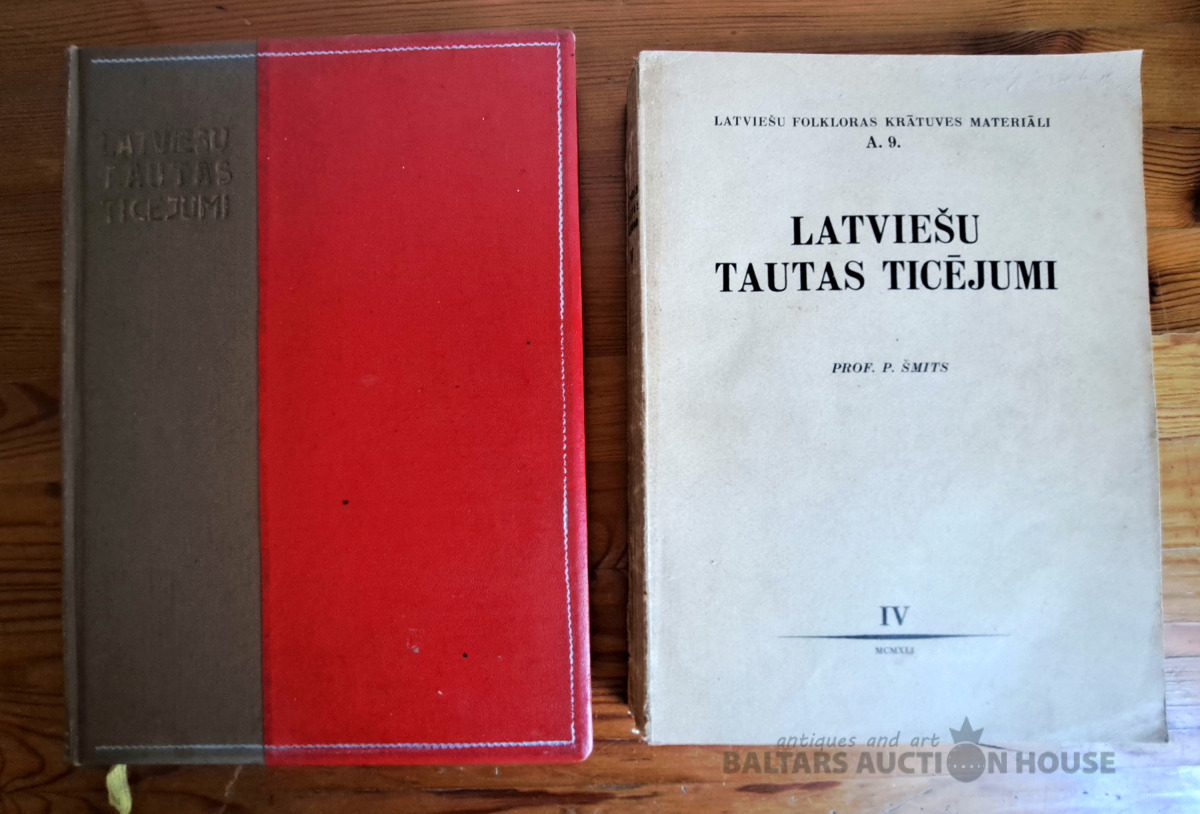 LATVIEŠU
TAUTAS
TICĒJUMI
LATVIEŠU FOLKLORAS KRĀTUVES MATERIĀLI
A. 9.
LATVIEŠU
TAUTAS TICĒJUMI
PROF. P. ŠMITS
IV
MCMXLI
antiques and art
BALTARS AUCTION HOUSE